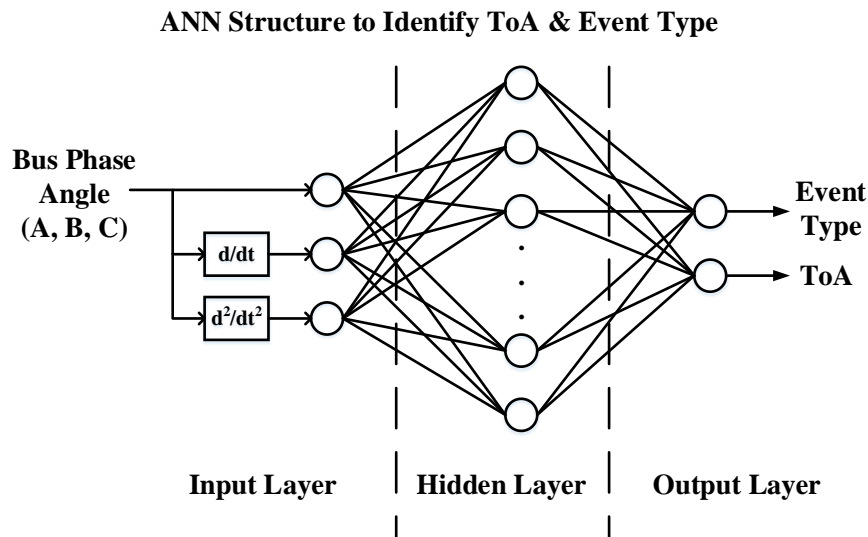 ANN Structure to Identify ToA & Event Type
Bus Phase
Angle
(A, B, C)
d/dt
d²/dt²
Event
Type
ToA
Input Layer
Hidden Layer
Output Layer